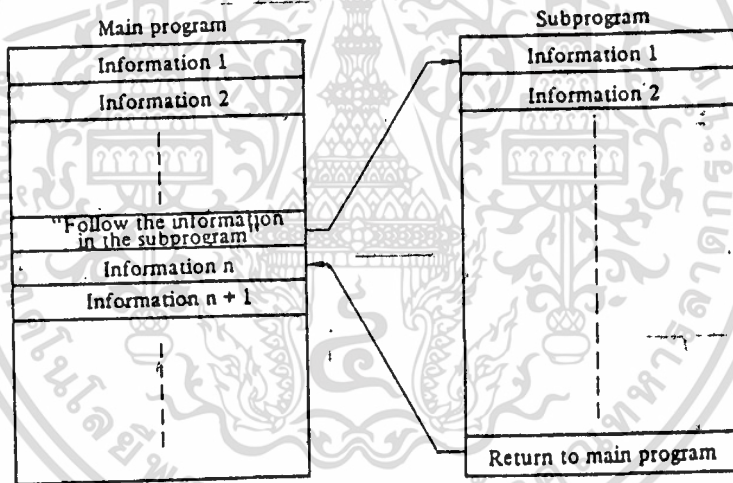 Main program
Information 1
Information 2
"Follow the information"
in the subprogram
Information n
Information n + 1
Subprogram
Information 1
Information 2
Return to main program